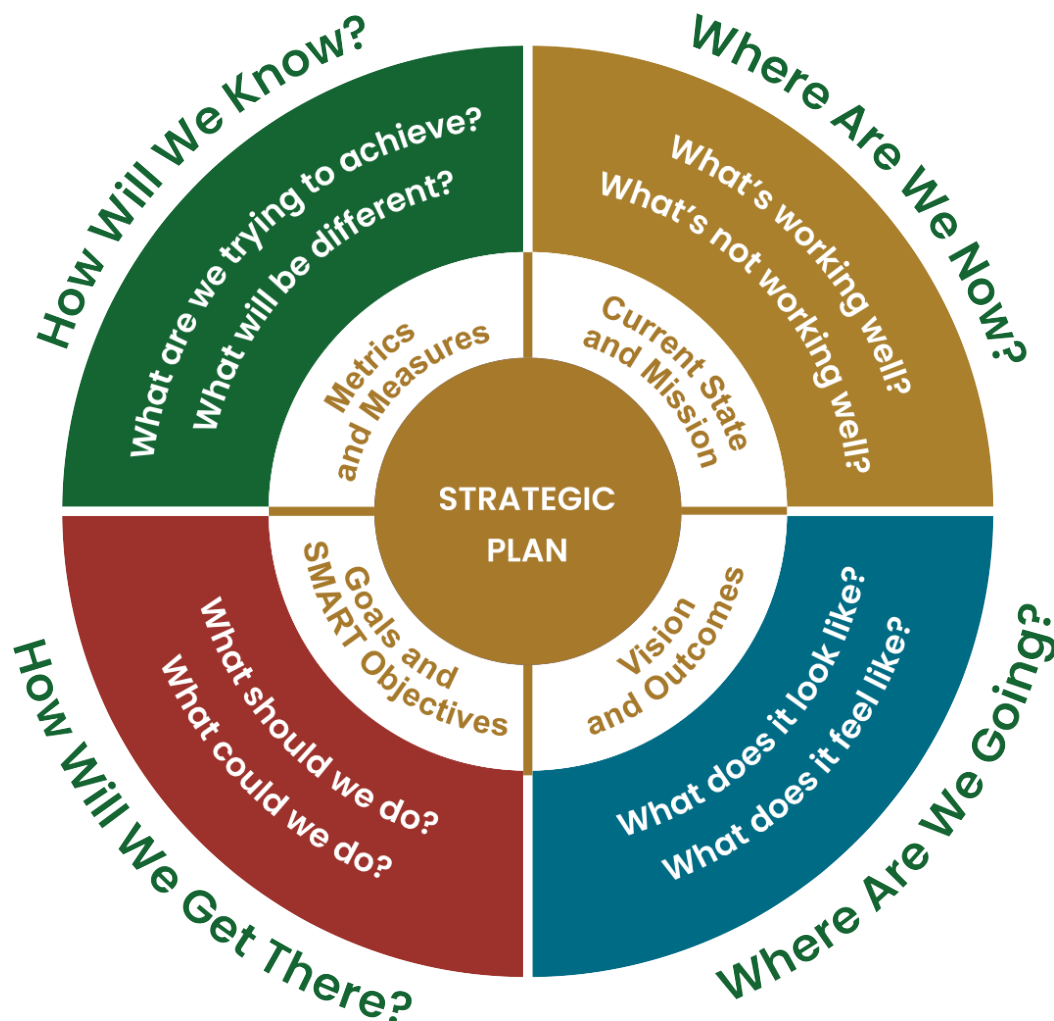 How Will We Know?
What are we trying to achieve?
What will be different?
Metrics
and Measures
Where Are We Now?
What's working well?
What's not working well?
Current State
and Mission
STRATEGIC
PLAN
Where Are We Going?
Vision
and Outcomes
What does it look like?
What does it feel like?
How Will We Get There?
Goals and
SMART Objectives
What should we do?
What could we do?